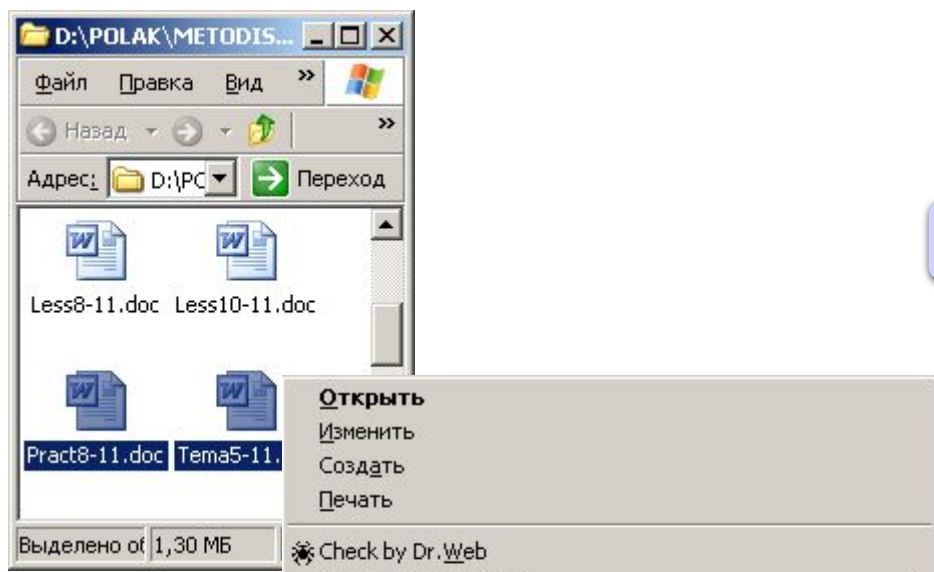 D:\POLAK\METODIS...
Файл Правка Вид »
Назад »
Адрес: D:\PC Переход
Less8-11.doc Less10-11.doc
Pract8-11.doc Tema5-11.
Открыть
Изменить
Создать
Печать
Выделено об 1,30 МБ
Check by Dr.Web